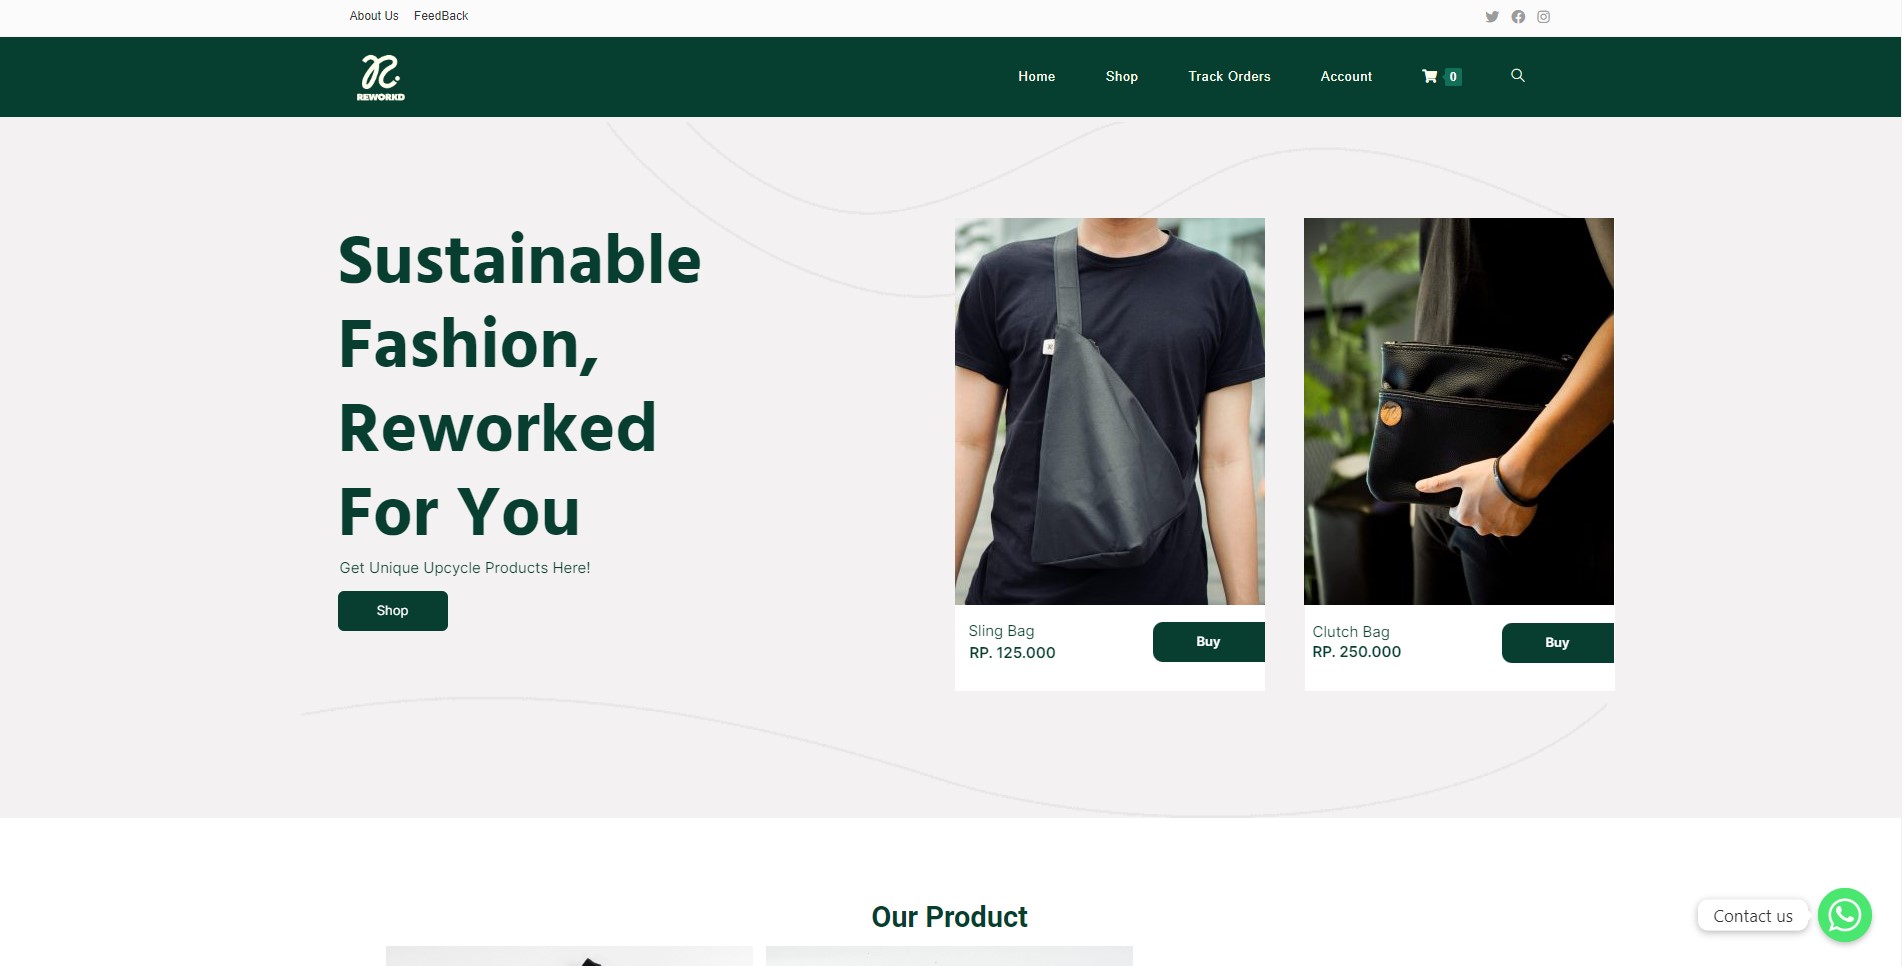 About Us FeedBack
REWORKD
Home Shop Track Orders Account 0
Sustainable
Fashion,
Reworked
For You
Get Unique Upcycle Products Here!
Shop
Sling Bag
RP. 125.000
Buy
Clutch Bag
RP. 250.000
Buy
Our Product
Contact us